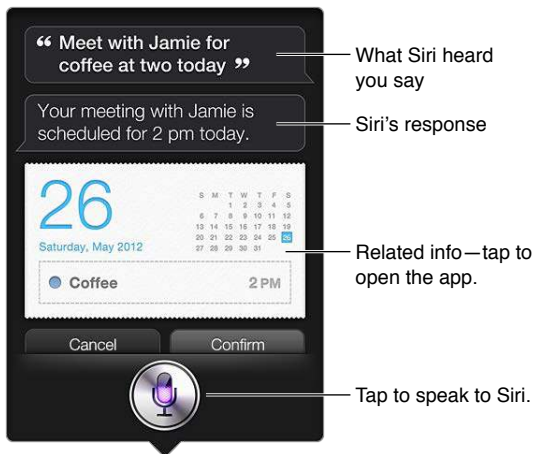 “ Meet with Jamie for
coffee at two today ”
What Siri heard
you say
Your meeting with Jamie is
scheduled for 2 pm today.
Siri’s response
26
Saturday, May 2012
S M T W T F S
1 2 3 4 5
6 7 8 9 10 11 12
13 14 15 16 17 18 19
20 21 22 23 24 25 26
27 28 29 30 31
Coffee 2 PM
Related info—tap to
open the app.
Cancel Confirm
Tap to speak to Siri.